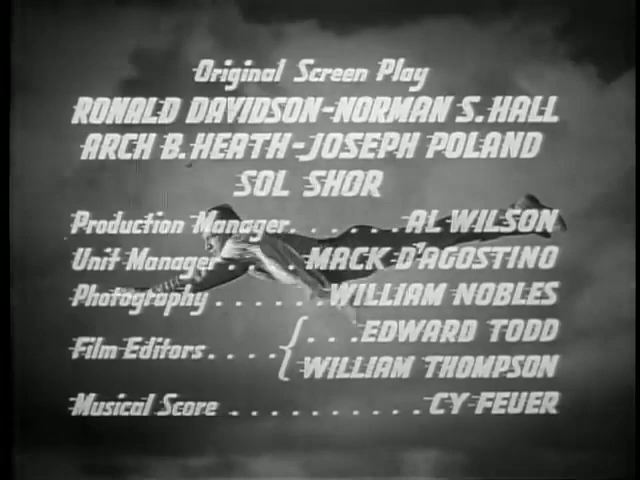 Original Screen Play
RONALD DAVIDSON-NORMAN S. HALL
ARCH B. HEATH-JOSEPH POLAND
SOL SHOR
Production Manager. . . . . . . AL WILSON
Unit Manager. . . . MACK D'AGOSTINO
Photography . . . . . . . WILLIAM NOBLES
Film Editors. . . . { . . . EDWARD TODD
WILLIAM THOMPSON
Musical Score . . . . . . . . . . CY FEUER